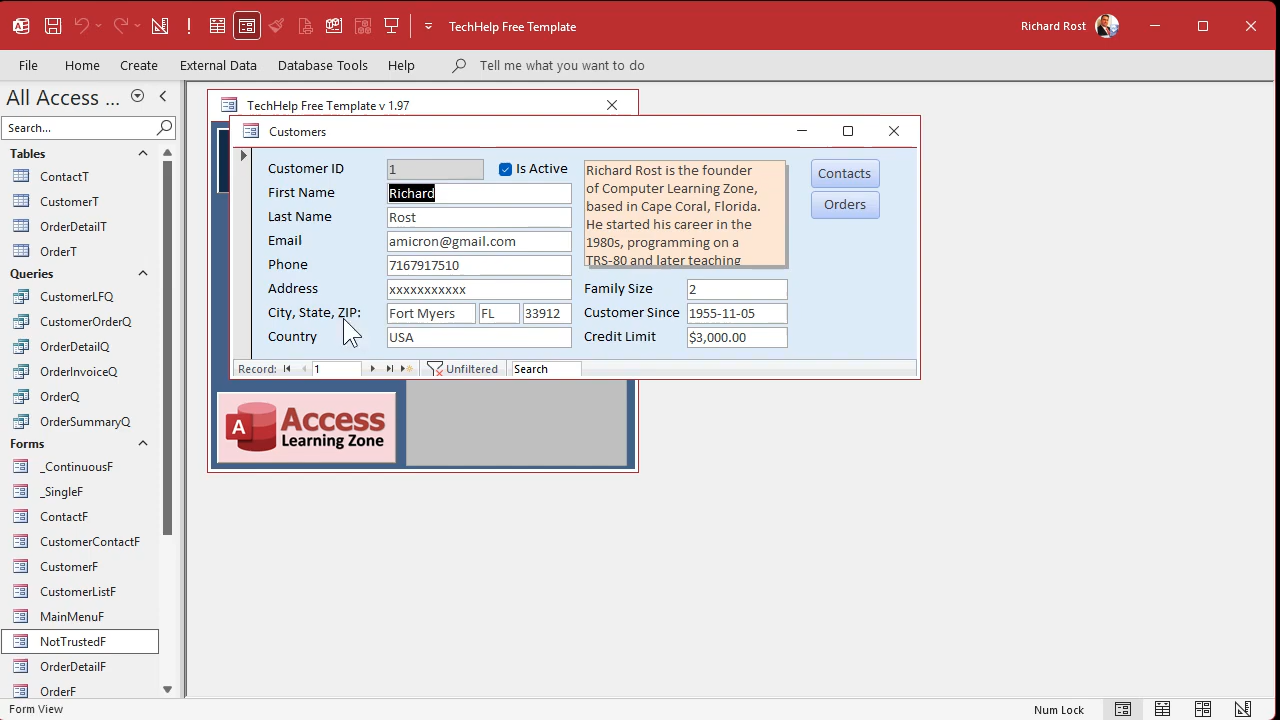 TechHelp Free Template
Richard Rost
File
Home
Create
External Data
Database Tools
Help
Tell me what you want to do
All Access ...
Search...
Tables
ContactT
CustomerT
OrderDetailT
OrderT
Queries
CustomerLFQ
CustomerOrderQ
OrderDetailQ
OrderInvoiceQ
OrderQ
OrderSummaryQ
Forms
_ContinuousF
_SingleF
ContactF
CustomerContactF
CustomerF
CustomerListF
MainMenuF
NotTrustedF
OrderDetailF
OrderF
TechHelp Free Template v 1.97
Customers
Customer ID 1
Is Active
First Name Richard
Last Name Rost
Email amicron@gmail.com
Phone 7167917510
Address xxxxxxxxxxx
City, State, ZIP: Fort Myers FL 33912
Country USA
Richard Rost is the founder
of Computer Learning Zone,
based in Cape Coral, Florida.
He started his career in the
1980s, programming on a
TRS-80 and later teaching
Family Size 2
Customer Since 1955-11-05
Credit Limit $3,000.00
Contacts
Orders
Record: 1 Unfiltered Search
A Access
Learning Zone
Form View
Num Lock